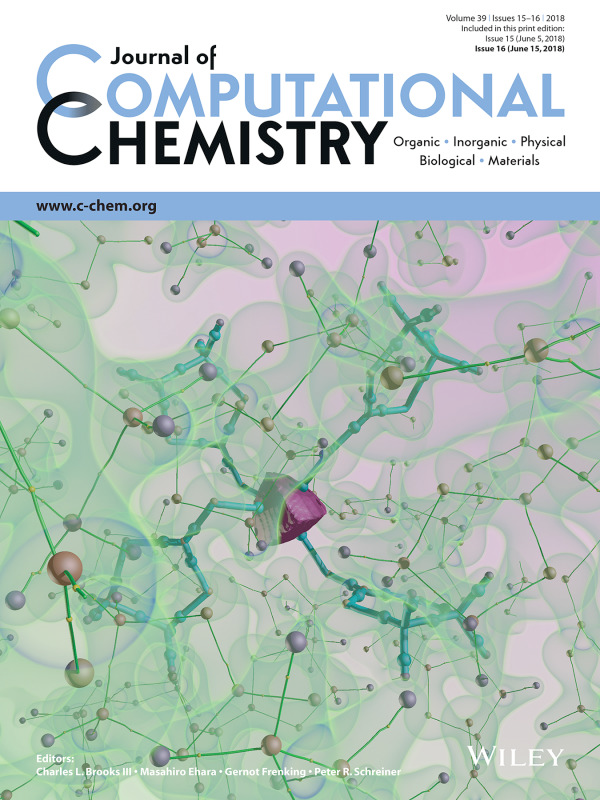 Volume 39 | Issues 15–16 | 2018
Included in this print edition:
Issue 15 (June 5, 2018)
Issue 16 (June 15, 2018)
Journal of
COMPUTATIONAL
CHEMISTRY
Organic • Inorganic • Physical
Biological • Materials
www.c-chem.org
Editors:
Charles L. Brooks III • Masahiro Ehara • Gernot Frenking • Peter R. Schreiner
WILEY